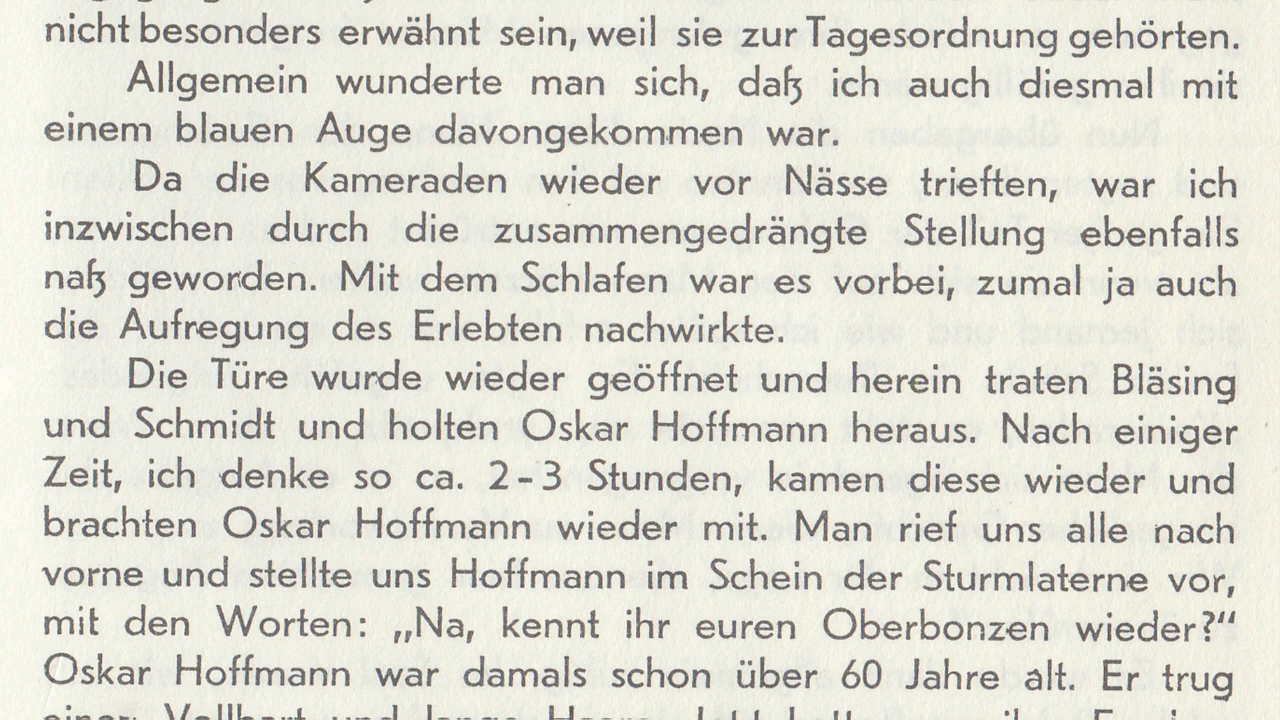 nicht besonders erwähnt sein, weil sie zur Tagesordnung gehörten.
Allgemein wunderte man sich, daß ich auch diesmal mit
einem blauen Auge davongekommen war.
Da die Kameraden wieder vor Nässe trieften, war ich
inzwischen durch die zusammengedrängte Stellung ebenfalls
naß geworden. Mit dem Schlafen war es vorbei, zumal ja auch
die Aufregung des Erlebten nachwirkte.
Die Türe wurde wieder geöffnet und herein traten Bläsing
und Schmidt und holten Oskar Hoffmann heraus. Nach einiger
Zeit, ich denke so ca. 2–3 Stunden, kamen diese wieder und
brachten Oskar Hoffmann wieder mit. Man rief uns alle nach
vorne und stellte uns Hoffmann im Schein der Sturmlaterne vor,
mit den Worten: „Na, kennt ihr euren Oberbonzen wieder?“
Oskar Hoffmann war damals schon über 60 Jahre alt. Er trug
einen Vollbart und lange Haare.